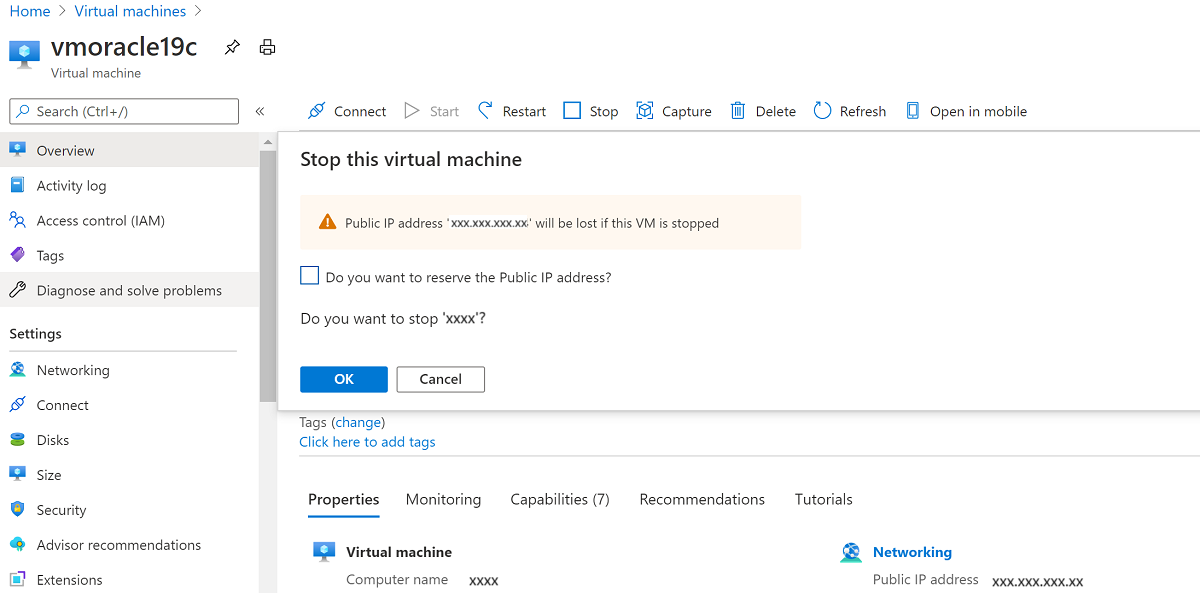 Home > Virtual machines >
vmoracle19c
Virtual machine
Search (Ctrl+/)
«
Connect Start Restart Stop Capture Delete Refresh Open in mobile
Overview
Activity log
Access control (IAM)
Tags
Diagnose and solve problems
Settings
Networking
Connect
Disks
Size
Security
Advisor recommendations
Extensions
Stop this virtual machine
Public IP address 'xxx.xxx.xxx.xx' will be lost if this VM is stopped
Do you want to reserve the Public IP address?
Do you want to stop 'xxxx'?
OK Cancel
Tags (change)
Click here to add tags
Properties Monitoring Capabilities (7) Recommendations Tutorials
Virtual machine
Computer name xxxx
Networking
Public IP address xxx.xxx.xxx.xx